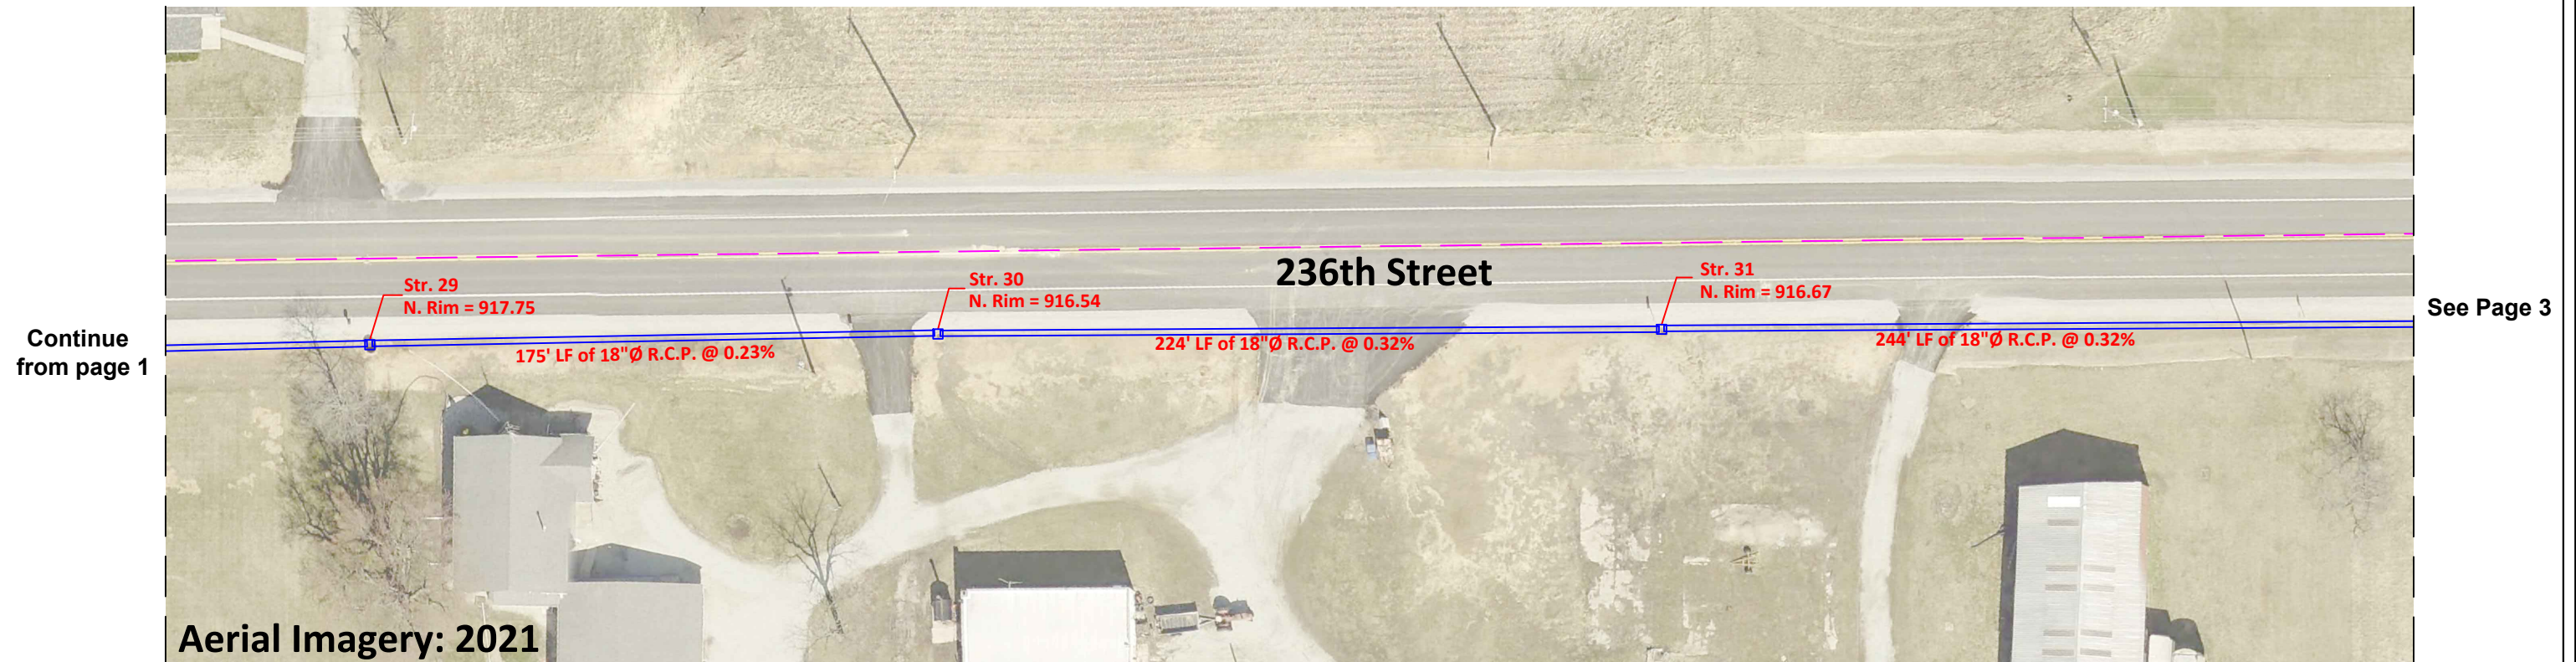 236th Street
Str. 29
N. Rim = 917.75
Str. 30
N. Rim = 916.54
Str. 31
N. Rim = 916.67
See Page 3
Continue
from page 1
175' LF of 18"Ø R.C.P. @ 0.23%
224' LF of 18"Ø R.C.P. @ 0.32%
244' LF of 18"Ø R.C.P. @ 0.32%
Aerial Imagery: 2021